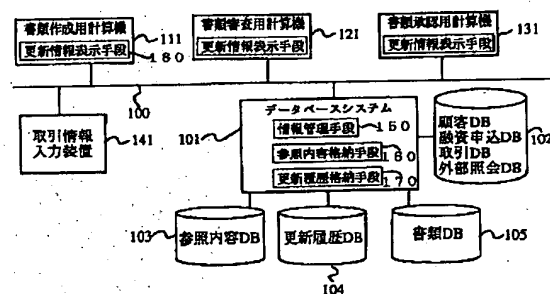 書類作成用計算機
更新情報表示手段
111
180
書類審査用計算機
更新情報表示手段
121
書類承認用計算機
更新情報表示手段
131
100
取引情報
入力装置
141
データベースシステム
101
情報管理手段
150
参照内容格納手段
160
更新履歴格納手段
170
顧客DB
融資申込DB
取引DB
外部照会DB
102
103
参照内容DB
更新履歴DB
104
書類DB
105